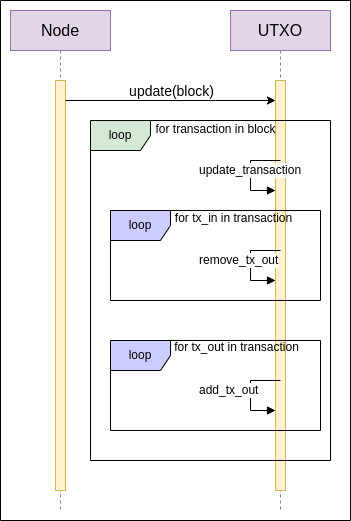 Node
UTXO
update(block)
loop
for transaction in block
update_transaction
loop
for tx_in in transaction
remove_tx_out
loop
for tx_out in transaction
add_tx_out